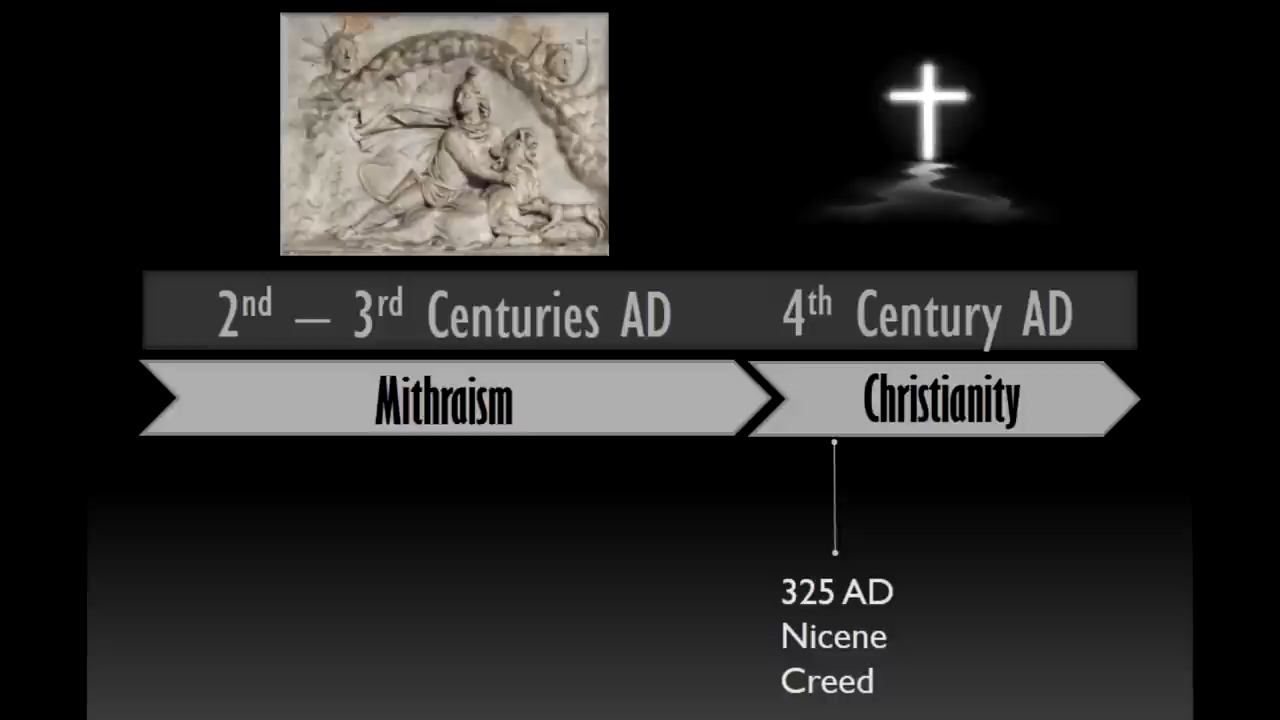 2nd – 3rd Centuries AD
4th Century AD
Mithraism
Christianity
325 AD
Nicene
Creed